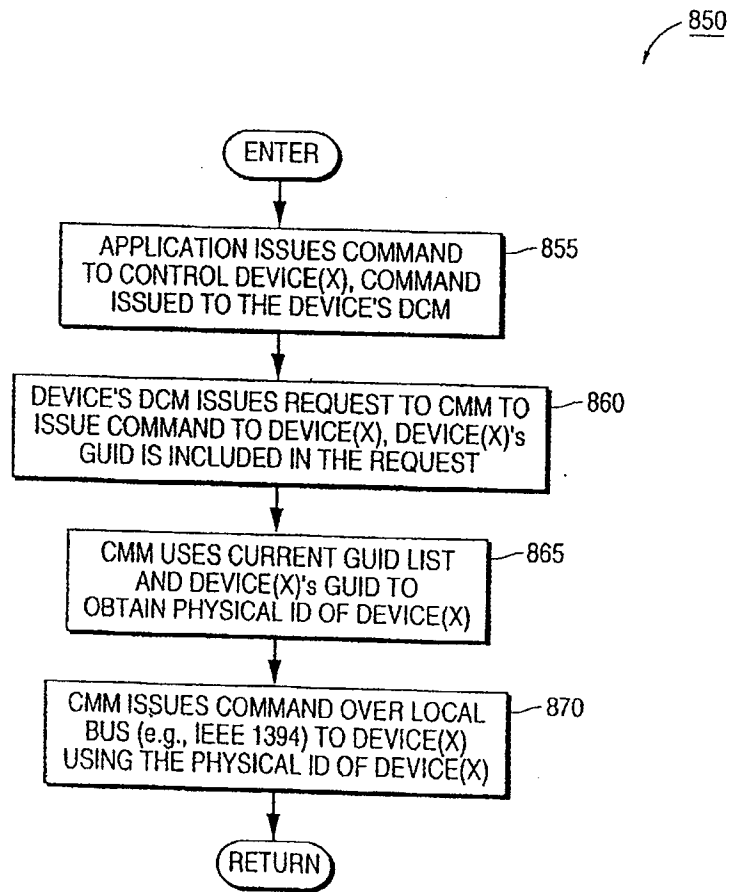 850
ENTER
APPLICATION ISSUES COMMAND
TO CONTROL DEVICE(X), COMMAND
ISSUED TO THE DEVICE'S DCM
855
DEVICE'S DCM ISSUES REQUEST TO CMM TO
ISSUE COMMAND TO DEVICE(X), DEVICE(X)'s
GUID IS INCLUDED IN THE REQUEST
860
CMM USES CURRENT GUID LIST
AND DEVICE(X)'s GUID TO
OBTAIN PHYSICAL ID OF DEVICE(X)
865
CMM ISSUES COMMAND OVER LOCAL
BUS (e.g., IEEE 1394) TO DEVICE(X)
USING THE PHYSICAL ID OF DEVICE(X)
870
RETURN